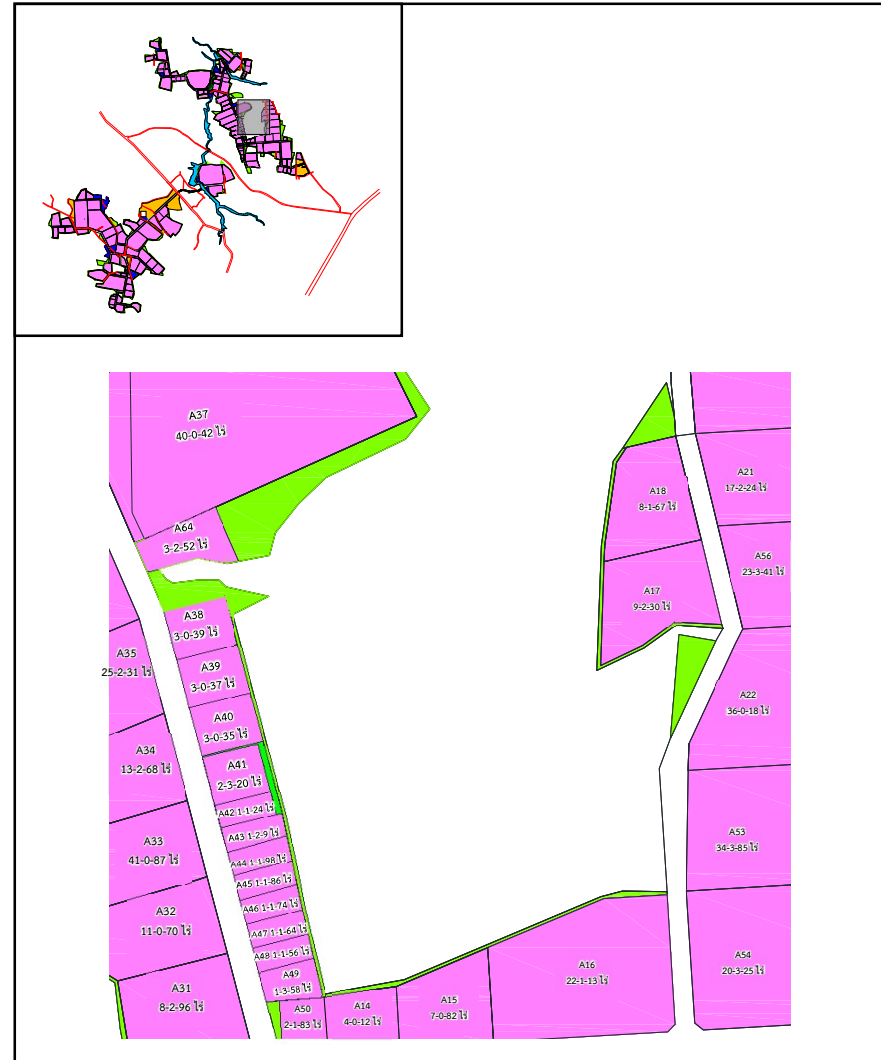 A37
40-0-42 ไร่
A64
3-2-52 ไร่
A18
8-1-67 ไร่
A21
17-2-24 ไร่
A56
23-3-41 ไร่
A17
9-2-30 ไร่
A38
3-0-39 ไร่
A35
25-2-31 ไร่
A39
3-0-37 ไร่
A22
36-0-18 ไร่
A40
3-0-35 ไร่
A34
13-2-68 ไร่
A41
2-3-20 ไร่
A42 1-1-24 ไร่
A43 1-2-9 ไร่
A33
41-0-87 ไร่
A44 1-1-98 ไร่
A45 1-1-86 ไร่
A53
34-3-85 ไร่
A46 1-1-74 ไร่
A32
11-0-70 ไร่
A47 1-1-64 ไร่
A48 1-1-56 ไร่
A54
20-3-25 ไร่
A16
22-1-13 ไร่
A49
1-3-58 ไร่
A31
8-2-96 ไร่
A50
2-1-83 ไร่
A14
4-0-12 ไร่
A15
7-0-82 ไร่